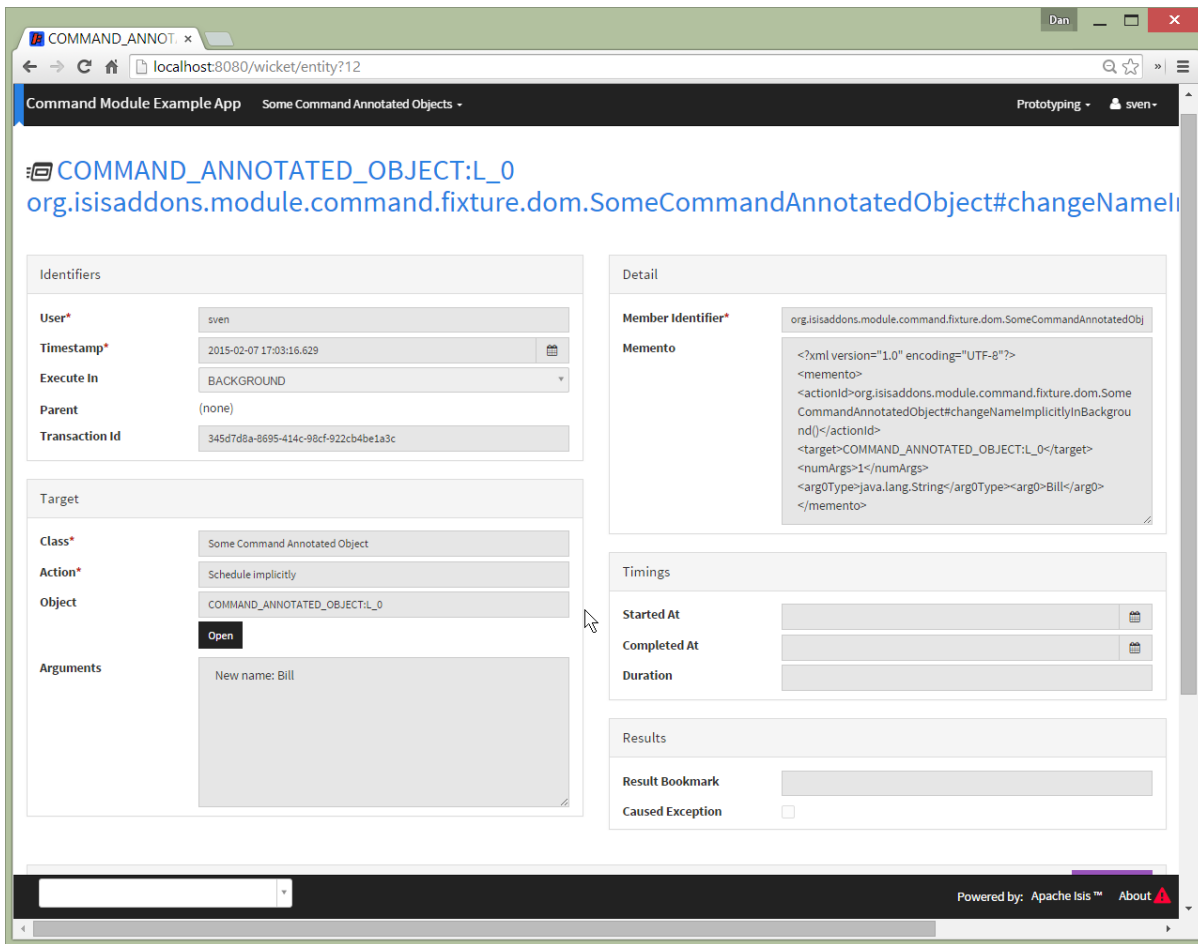 Dan
COMMAND_ANNOT
localhost:8080/wicket/entity?12
Command Module Example App Some Command Annotated Objects Prototyping sven
COMMAND_ANNOTATED_OBJECT:L_0
org.isisaddons.module.command.fixture.dom.SomeCommandAnnotatedObject#changeNameI
Identifiers
User* sven
Timestamp* 2015-02-07 17:03:16.629
Execute In BACKGROUND
Parent (none)
Transaction Id 345d7d8a-8695-414c-98cf-922cb4be1a3c
Target
Class* Some Command Annotated Object
Action* Schedule implicitly
Object COMMAND_ANNOTATED_OBJECT:L_0
Open
Arguments New name: Bill
Detail
Member Identifier* org.isisaddons.module.command.fixture.dom.SomeCommandAnnotatedObj
Memento <?xml version="1.0" encoding="UTF-8"?>
<memento>
<actionId>org.isisaddons.module.command.fixture.dom.Some
CommandAnnotatedObject#changeNameImplicitlyInBackgrou
nd()</actionId>
<target>COMMAND_ANNOTATED_OBJECT:L_0</target>
<numArgs>1</numArgs>
<arg0Type>java.lang.String</arg0Type><arg0>Bill</arg0>
</memento>
Timings
Started At
Completed At
Duration
Results
Result Bookmark
Caused Exception
Powered by: Apache Isis ™ About